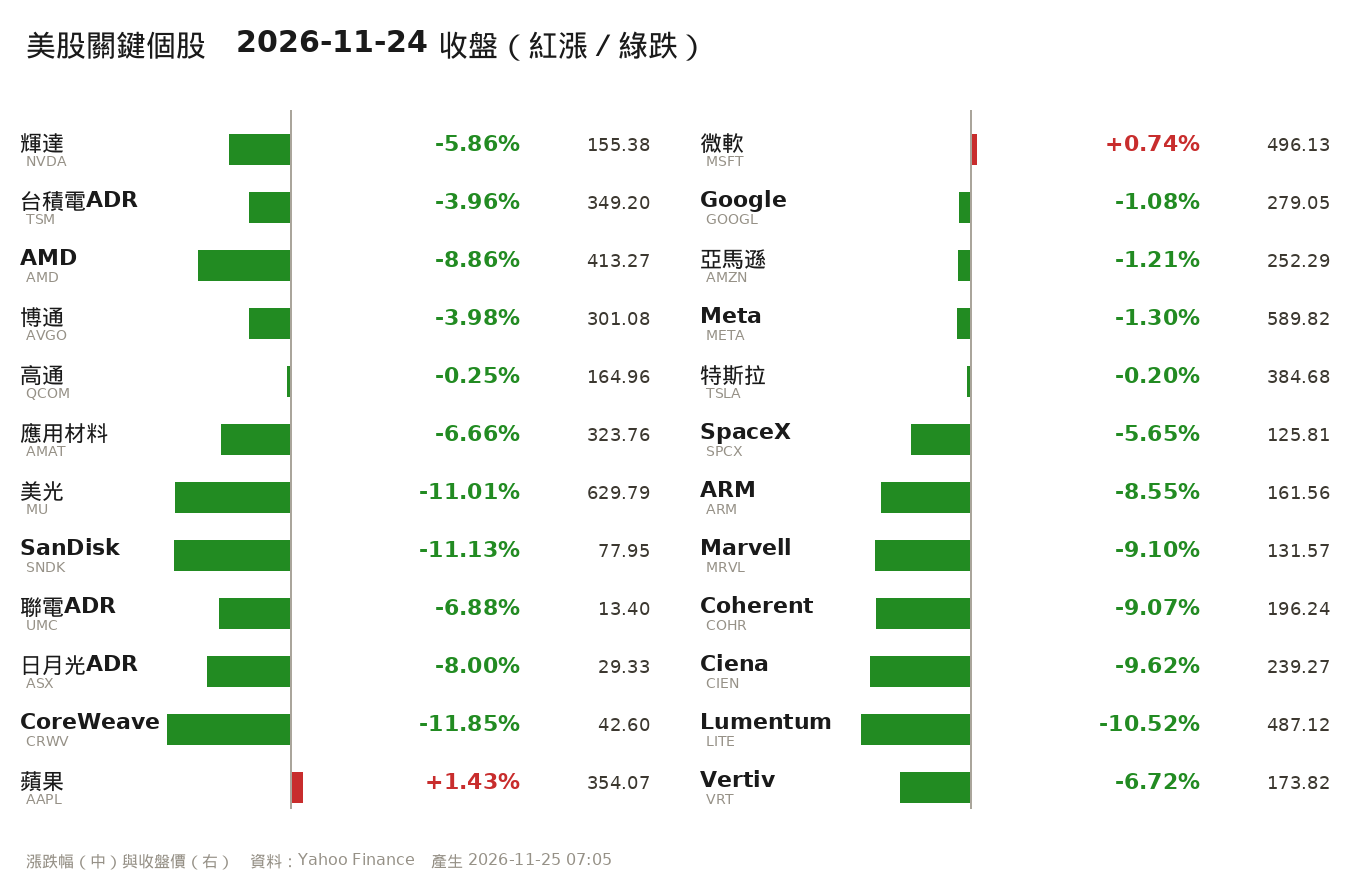 美股關鍵個股　2026-11-24 收盤（紅漲 / 綠跌）
輝達 -5.86% 155.38
NVDA
台積電ADR -3.96% 349.20
TSM
AMD -8.86% 413.27
AMD
博通 -3.98% 301.08
AVGO
高通 -0.25% 164.96
QCOM
應用材料 -6.66% 323.76
AMAT
美光 -11.01% 629.79
MU
SanDisk -11.13% 77.95
SNDK
聯電ADR -6.88% 13.40
UMC
日月光ADR -8.00% 29.33
ASX
CoreWeave -11.85% 42.60
CRWV
蘋果 +1.43% 354.07
AAPL
微軟 +0.74% 496.13
MSFT
Google -1.08% 279.05
GOOGL
亞馬遜 -1.21% 252.29
AMZN
Meta -1.30% 589.82
META
特斯拉 -0.20% 384.68
TSLA
SpaceX -5.65% 125.81
SPCX
ARM -8.55% 161.56
ARM
Marvell -9.10% 131.57
MRVL
Coherent -9.07% 196.24
COHR
Ciena -9.62% 239.27
CIEN
Lumentum -10.52% 487.12
LITE
Vertiv -6.72% 173.82
VRT
漲跌幅（中）與收盤價（右）　資料：Yahoo Finance　產生 2026-11-25 07:05